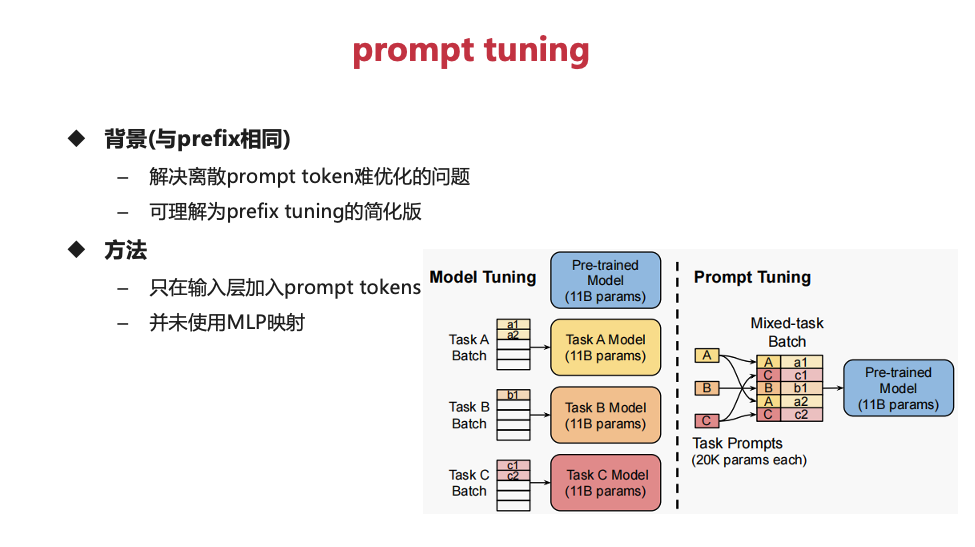 prompt tuning
◆ 背景(与prefix相同)
– 解决离散prompt token难优化的问题
– 可理解为prefix tuning的简化版
◆ 方法
– 只在输入层加入prompt tokens
– 并未使用MLP映射
Model Tuning
Pre-trained
Model
(11B params)
Task A
Batch
a1
a2
Task A Model
(11B params)
Task B
Batch
b1
Task B Model
(11B params)
Task C
Batch
c1
c2
Task C Model
(11B params)
Prompt Tuning
Mixed-task
Batch
A
B
C
A a1
C c1
B b1
A a2
C c2
Pre-trained
Model
(11B params)
Task Prompts
(20K params each)